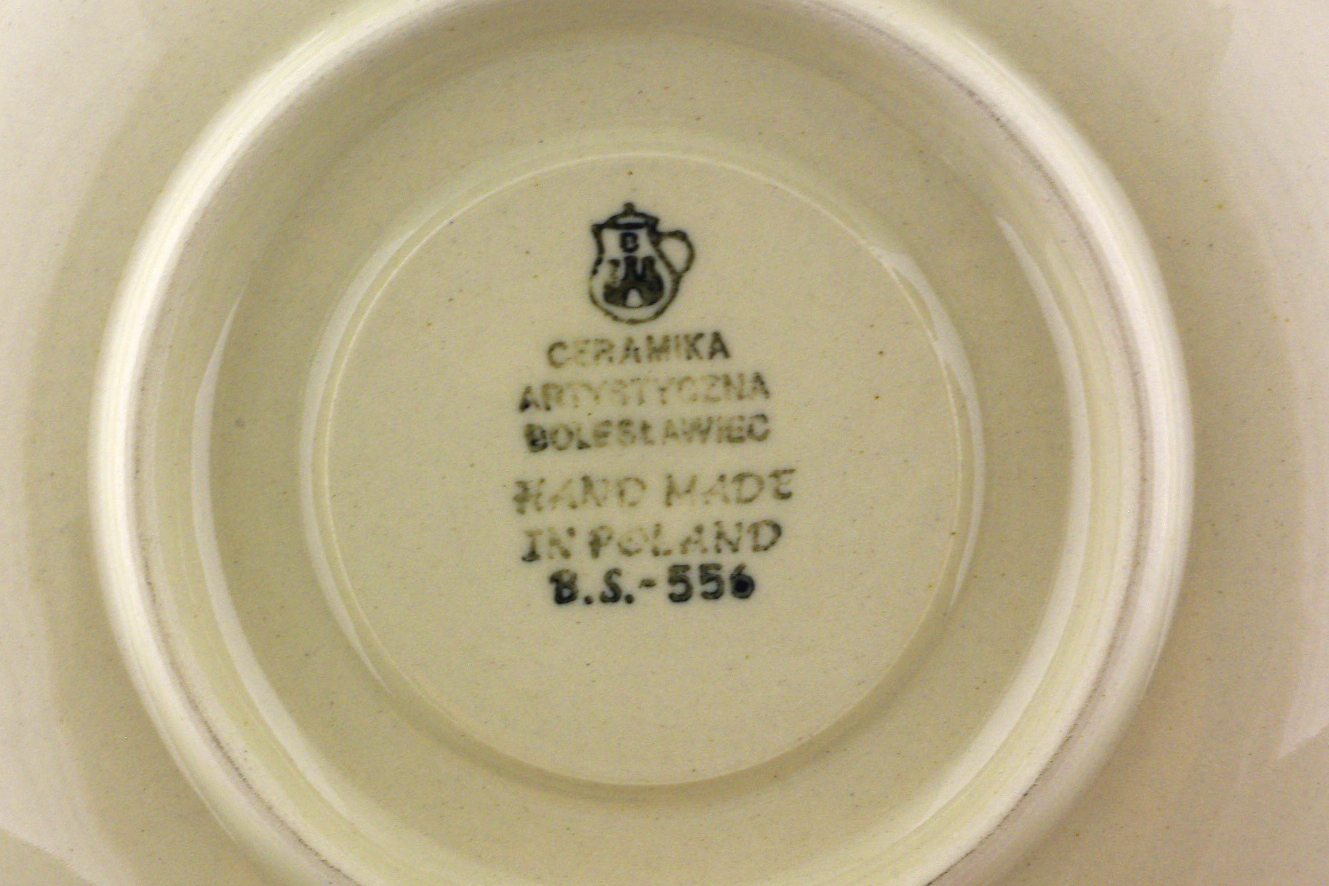 B
CERAMIKA
ARTYSTYCZNA
BOLESŁAWIEC
HAND MADE
IN POLAND
B.S.-556